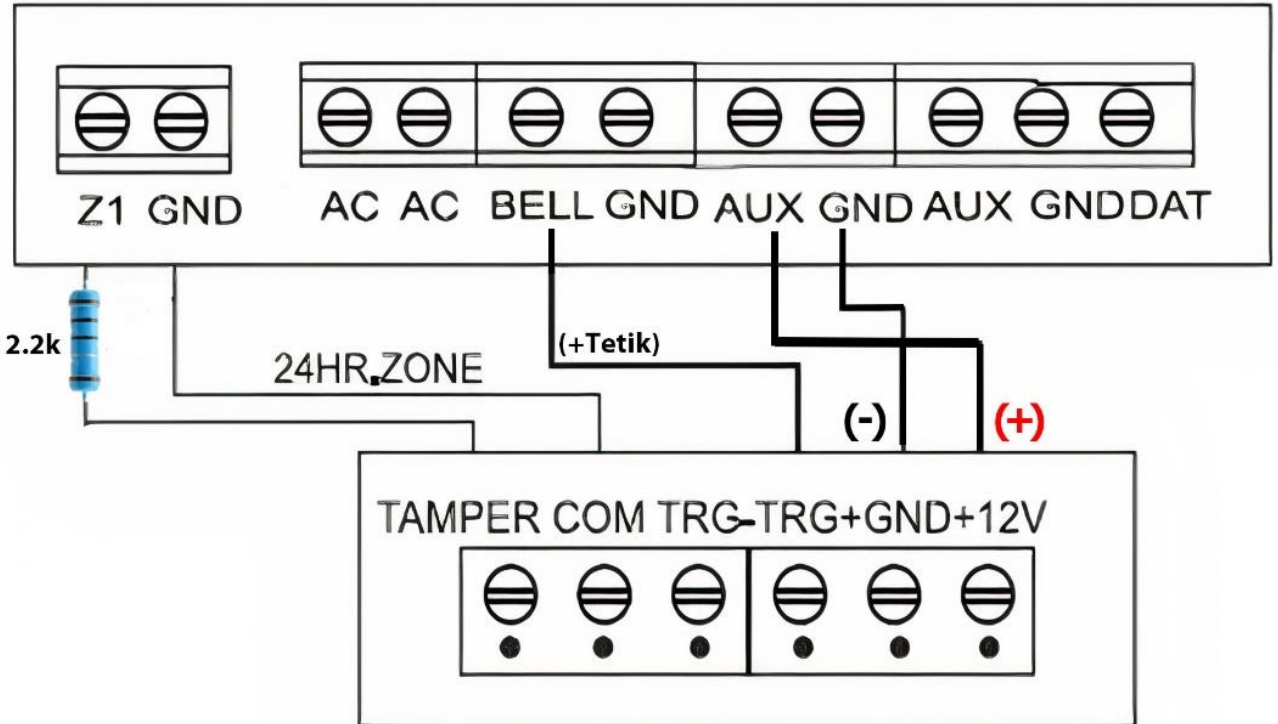 Z1 GND AC AC BELL GND AUX GND AUX GND DAT
2.2k
(+Tetik)
24HR.ZONE
(-) (+)
TAMPER COM TRG-TRG+GND+12V